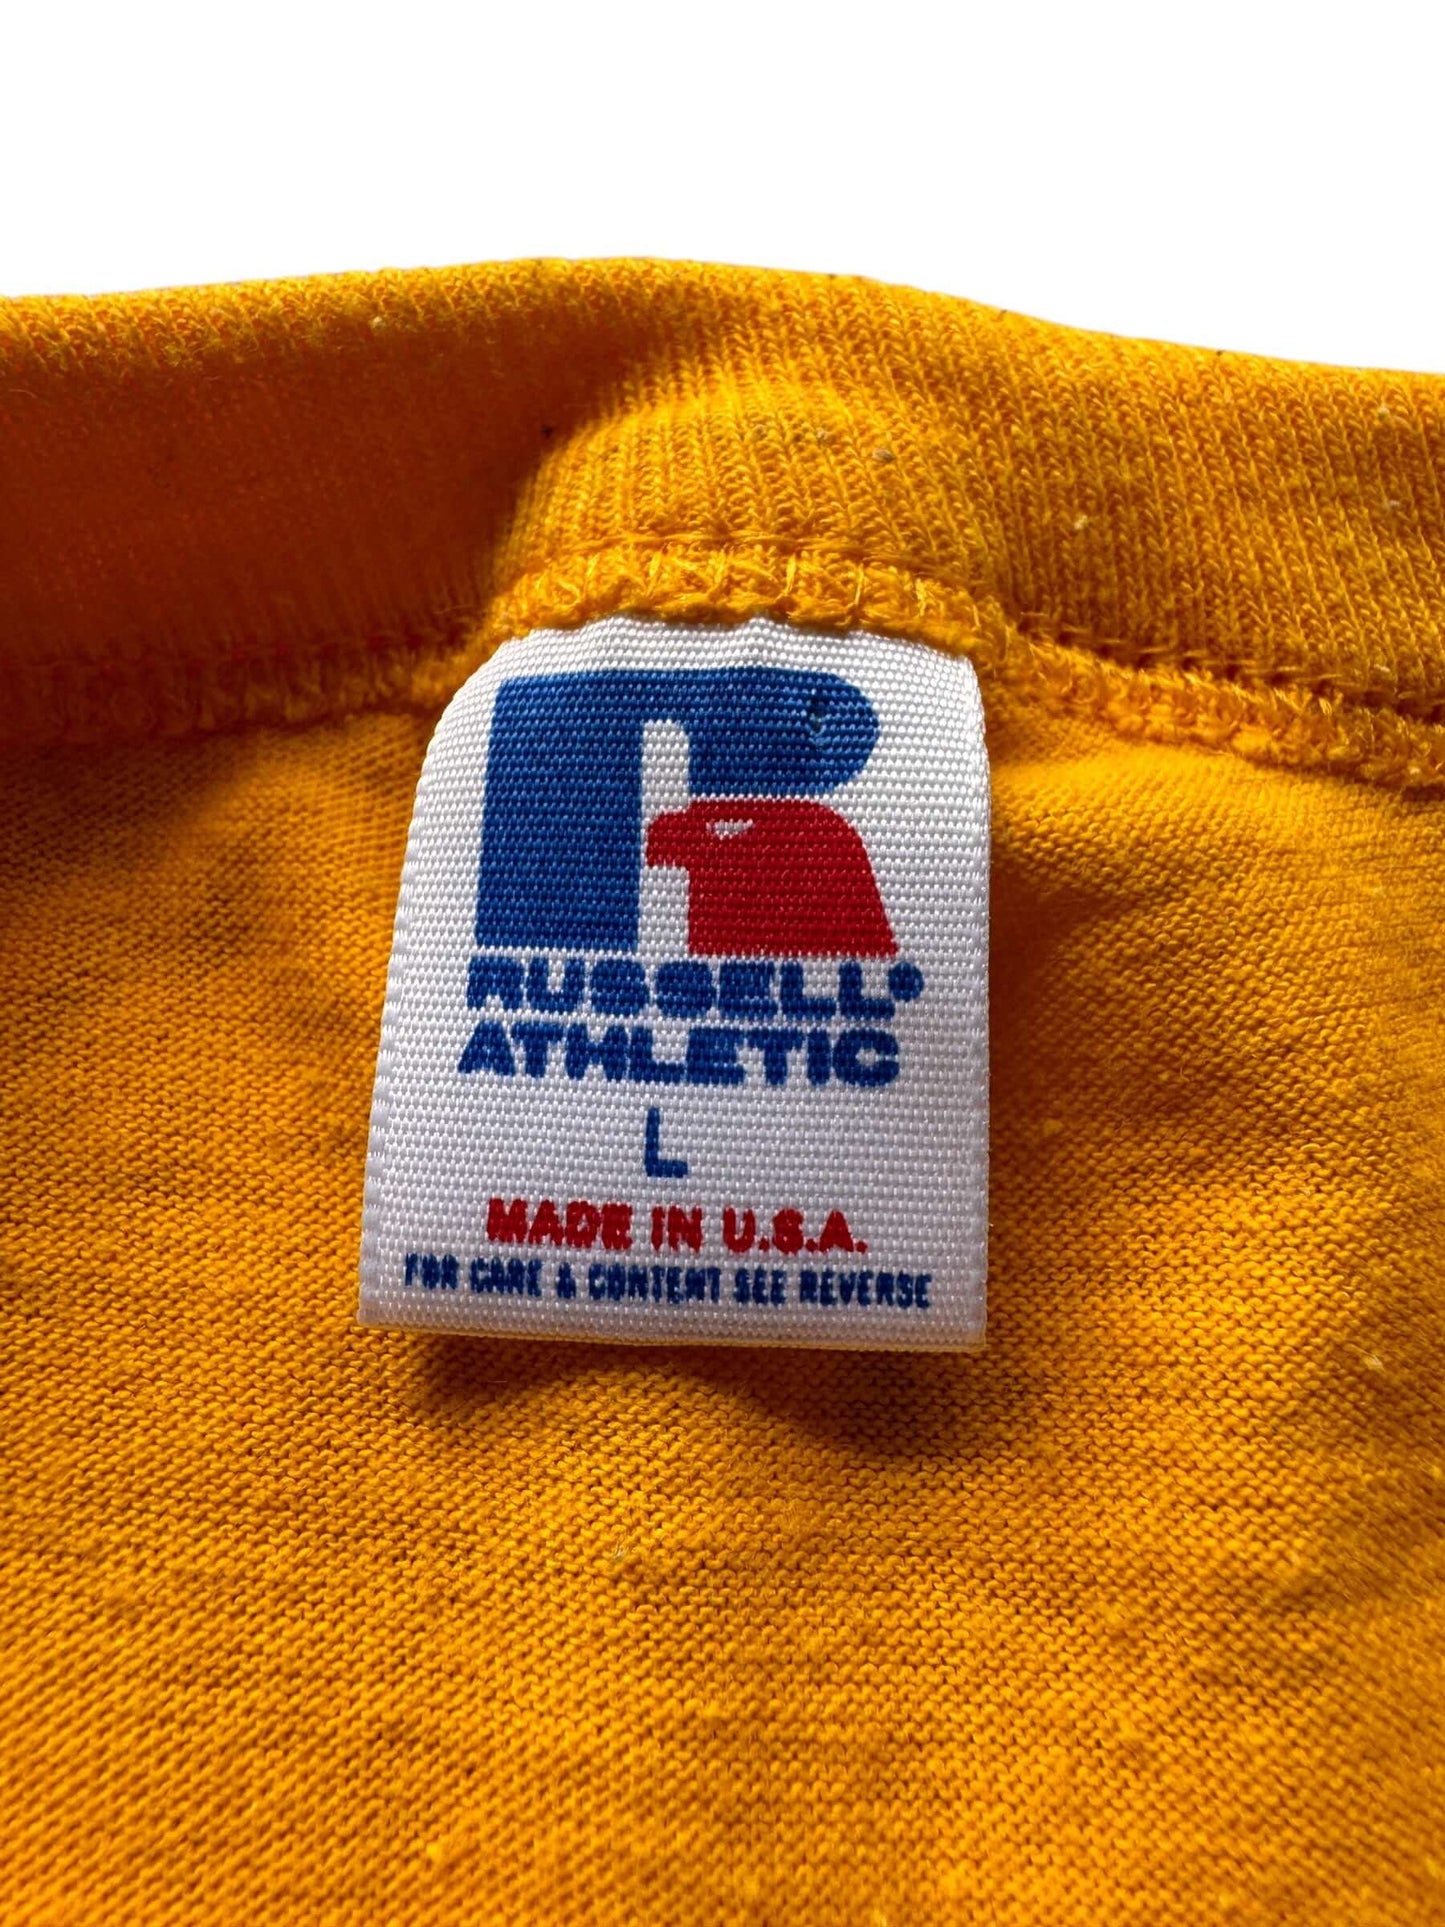 RUSSELL®
ATHLETIC
L
MADE IN U.S.A.
FOR CARE & CONTENT SEE REVERSE